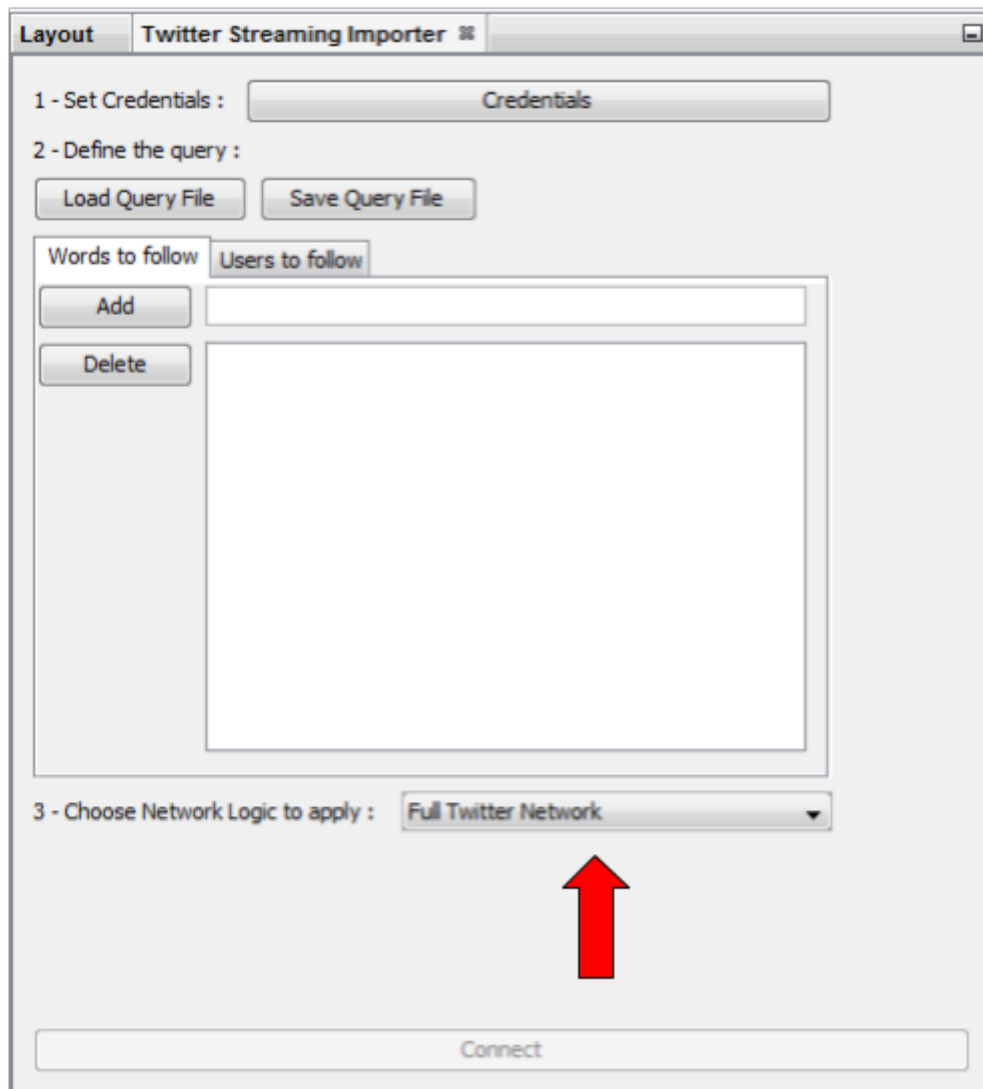 Layout Twitter Streaming Importer
1 - Set Credentials : Credentials
2 - Define the query :
Load Query File Save Query File
Words to follow Users to follow
Add
Delete
3 - Choose Network Logic to apply : Full Twitter Network
Connect